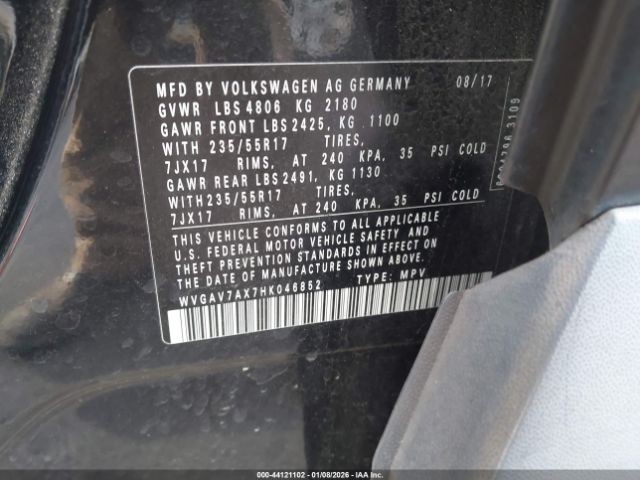 MFD BY VOLKSWAGEN AG GERMANY 08/17
GVWR LBS 4806 KG 2180
GAWR FRONT LBS 2425, KG 1100
WITH 235/55R17 TIRES,
7JX17 RIMS, AT 240 KPA, 35 PSI COLD
GAWR REAR LBS 2491, KG 1130
WITH 235/55R17 TIRES,
7JX17 RIMS, AT 240 KPA, 35 PSI COLD
THIS VEHICLE CONFORMS TO ALL APPLICABLE
U.S. FEDERAL MOTOR VEHICLE SAFETY AND
THEFT PREVENTION STANDARDS IN EFFECT ON
THE DATE OF MANUFACTURE SHOWN ABOVE.
WVGAV7AX7HK046852 TYPE: MPV
3109
000-44121102 - 01/08/2026 - IAAI.com